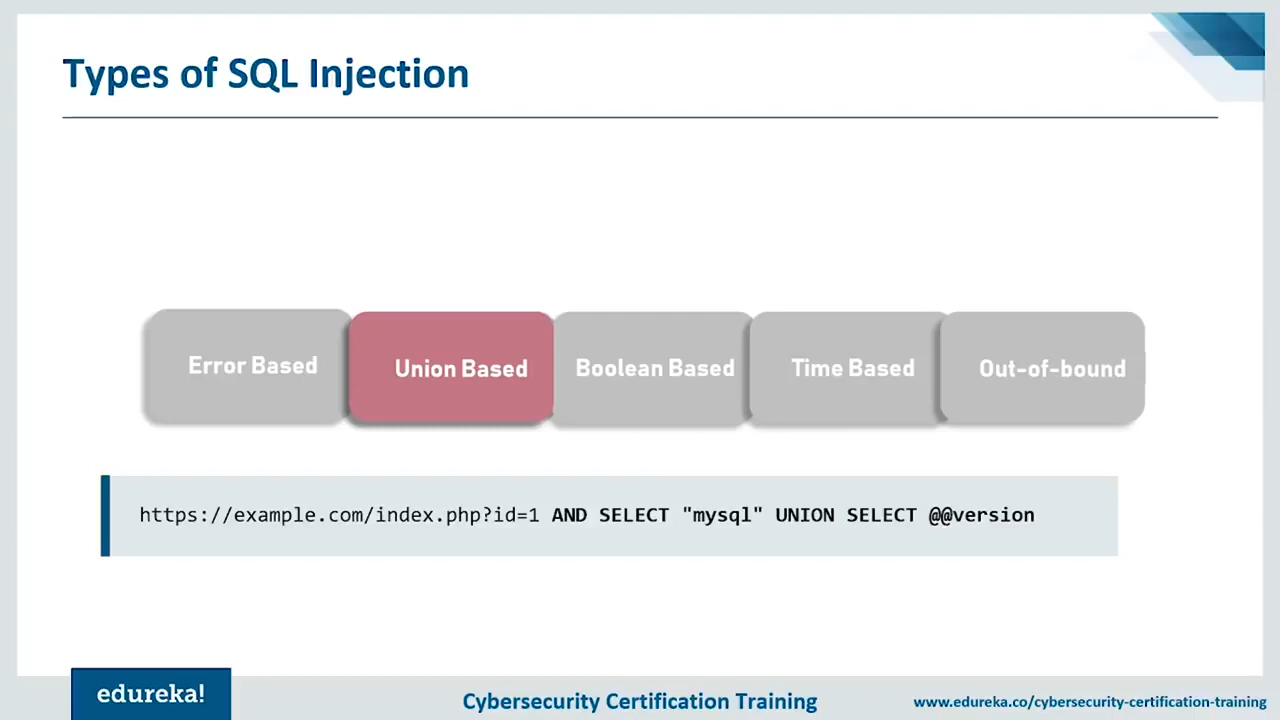 Types of SQL Injection
Error Based
Union Based
Boolean Based
Time Based
Out-of-bound
https://example.com/index.php?id=1 AND SELECT "mysql" UNION SELECT @@version
edureka!
Cybersecurity Certification Training
www.edureka.co/cybersecurity-certification-training